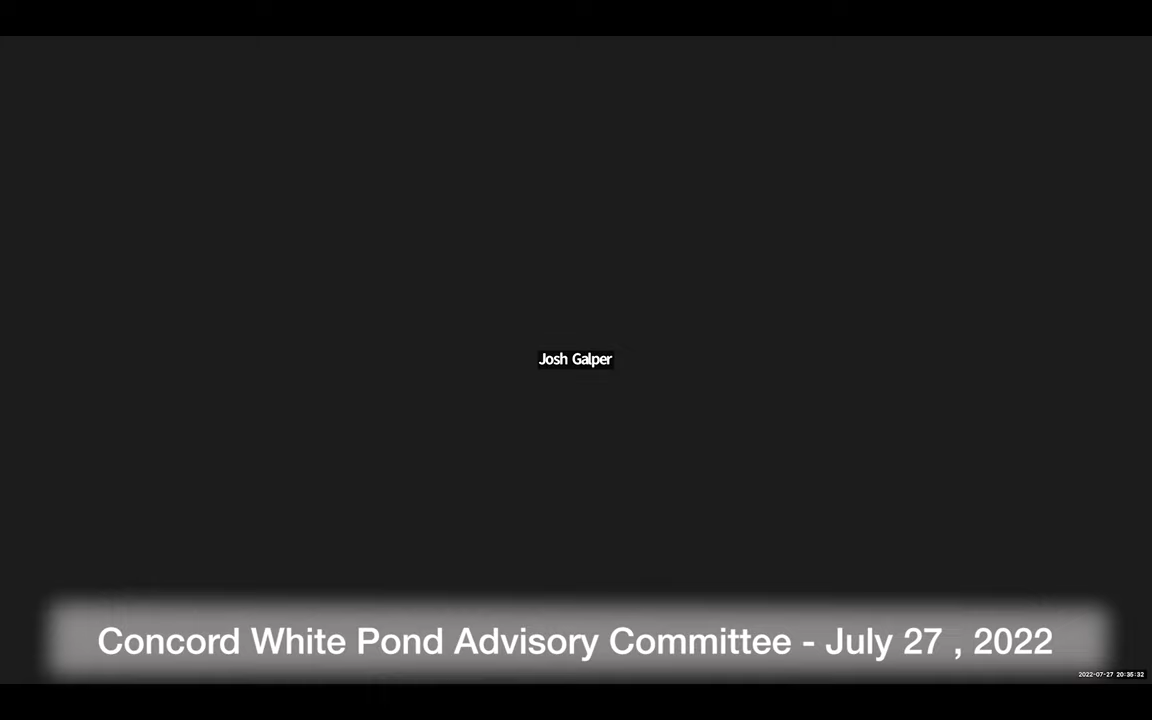 Josh Galper
Concord White Pond Advisory Committee - July 27 , 2022
2022-07-27 20:35:32